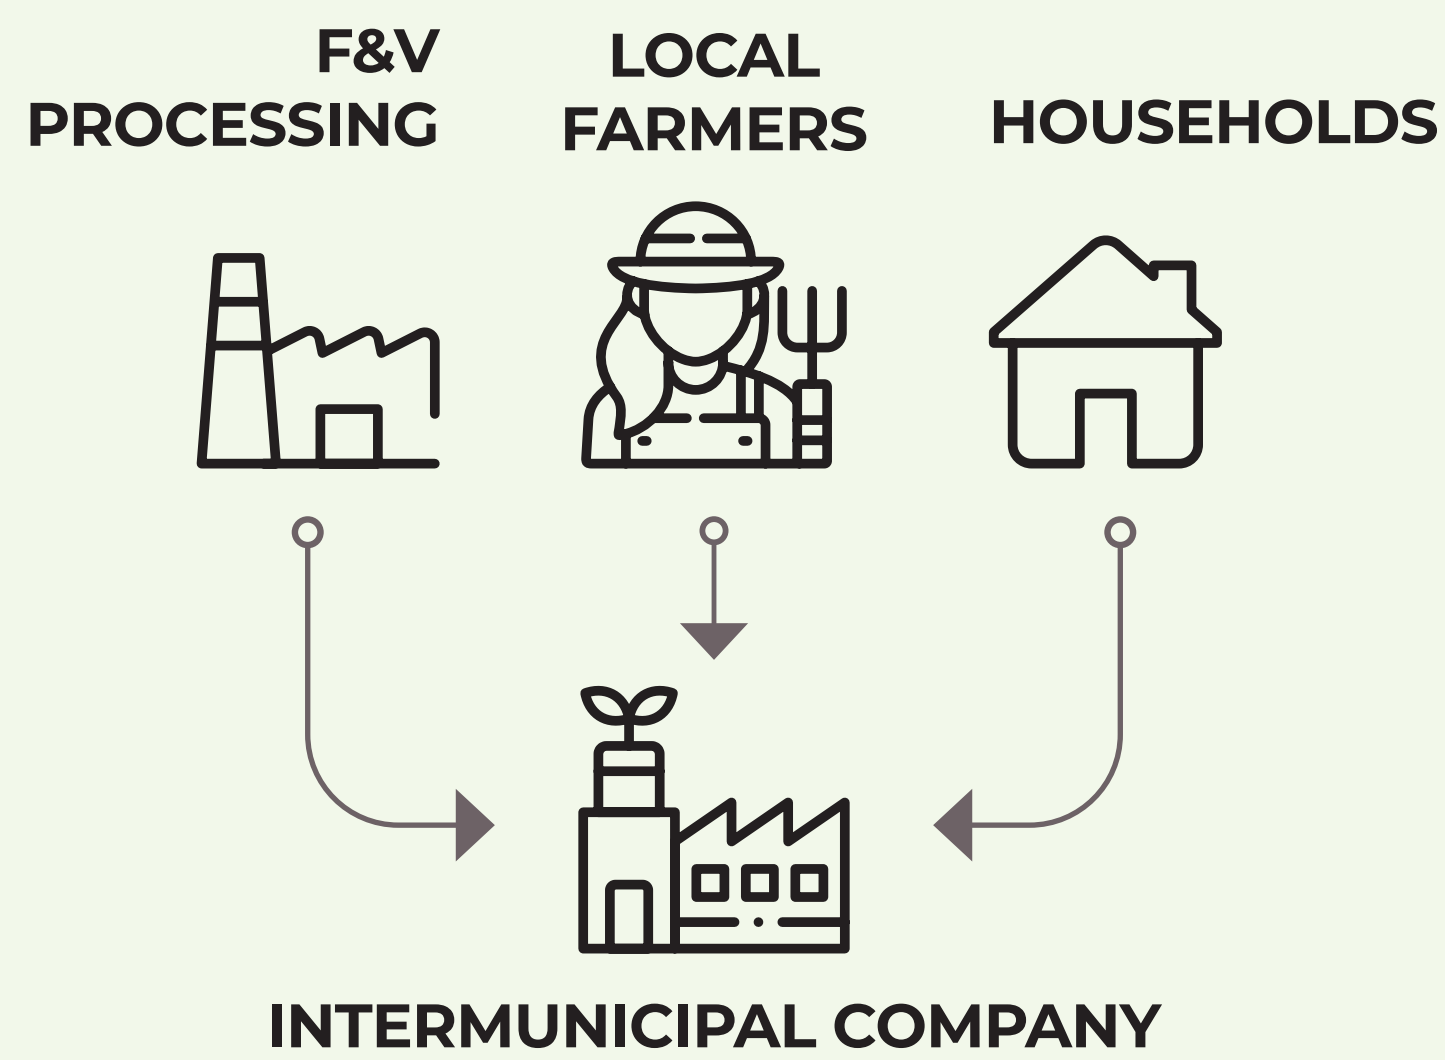 F&V
PROCESSING
LOCAL
FARMERS
HOUSEHOLDS
INTERMUNICIPAL COMPANY